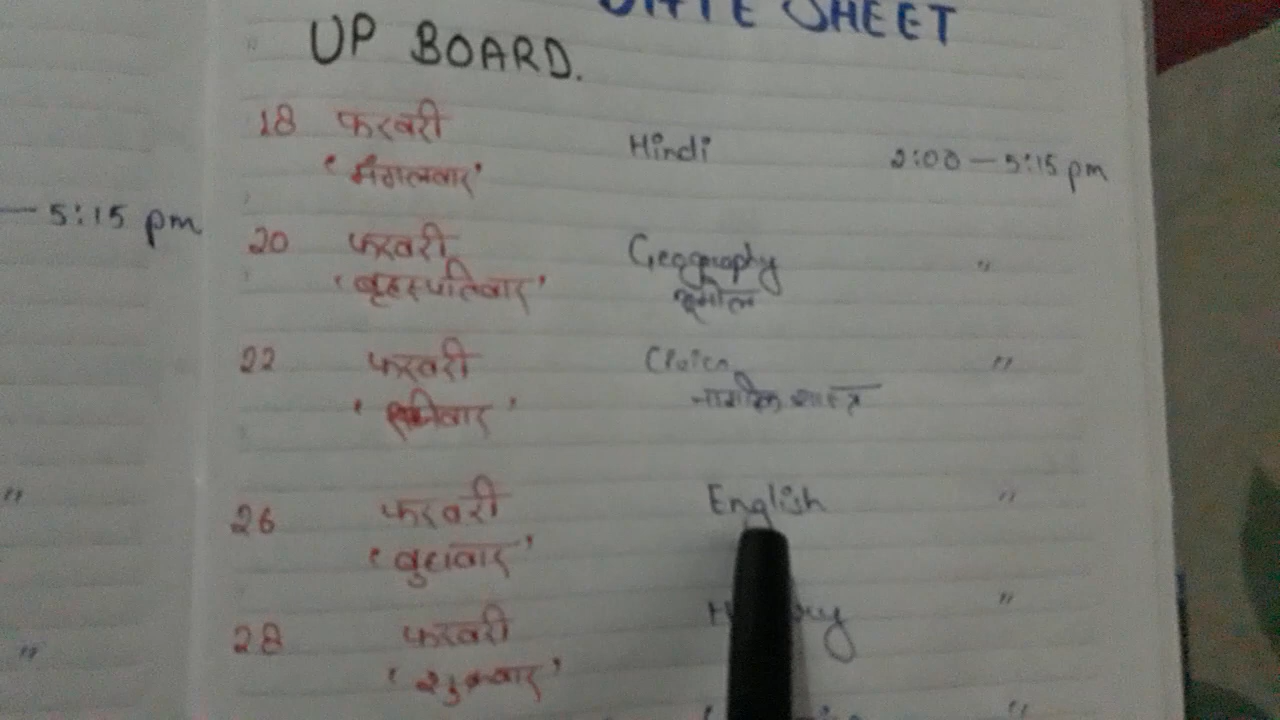 DATE SHEET
UP BOARD.
18 फरवरी Hindi 2:00 — 5:15 pm
'मंगलवार'
— 5:15 pm
20 फरवरी Geography "
'बृहस्पतिवार' भूगोल
22 फरवरी "
'शनिवार' नागरिक शास्त्र
" 26 फरवरी English "
'बुधवार'
28 फरवरी "
" 'शुक्रवार'
"